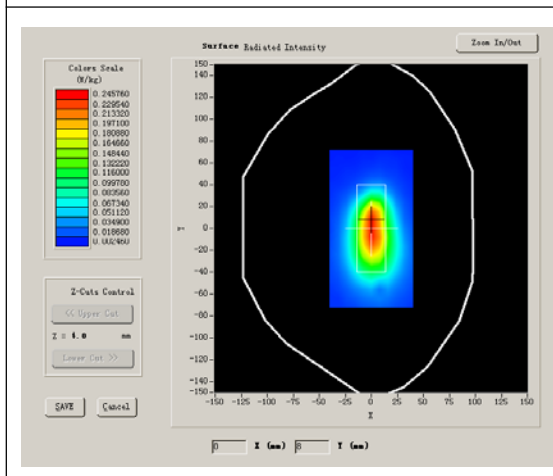 Surface Radiated Intensity
Zoom In/Out
Colors Scale
(W/kg)
0.245760
0.229540
0.213320
0.197100
0.180880
0.164660
0.148440
0.132220
0.116000
0.099780
0.083560
0.067340
0.051120
0.034900
0.018680
0.002460
150
140
120
100
80
60
40
20
0
-20
-40
-60
-80
-100
-120
-140
-150
-150 -125 -100 -75 -50 -25 0 25 50 75 100 125 150
X
Z-Cuts Control
<< Upper Cut
Z = 4.0 mm
Lower Cut >>
SAVE Cancel
0 X (mm) 8 Y (mm)